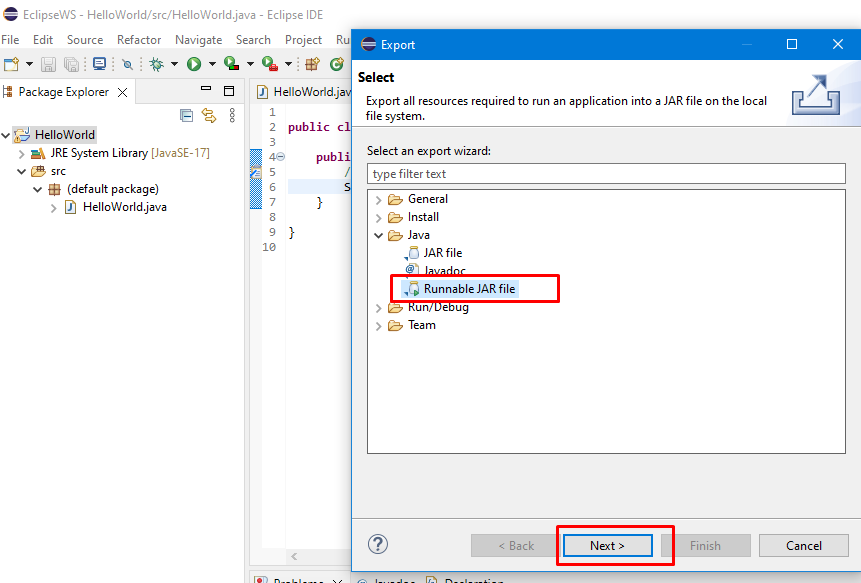 EclipseWS - HelloWorld/src/HelloWorld.java - Eclipse IDE
File Edit Source Refactor Navigate Search Project Ru
Package Explorer
HelloWorld
JRE System Library [JavaSE-17]
src
(default package)
HelloWorld.java
HelloWorld.jav
1
2 public cl
3
4 publi
5 /
6 S
7 }
8
9 }
10
Export
Select
Export all resources required to run an application into a JAR file on the local
file system.
Select an export wizard:
type filter text
General
Install
Java
JAR file
Javadoc
Runnable JAR file
Run/Debug
Team
? < Back Next > Finish Cancel
Problems Javadoc Declaration